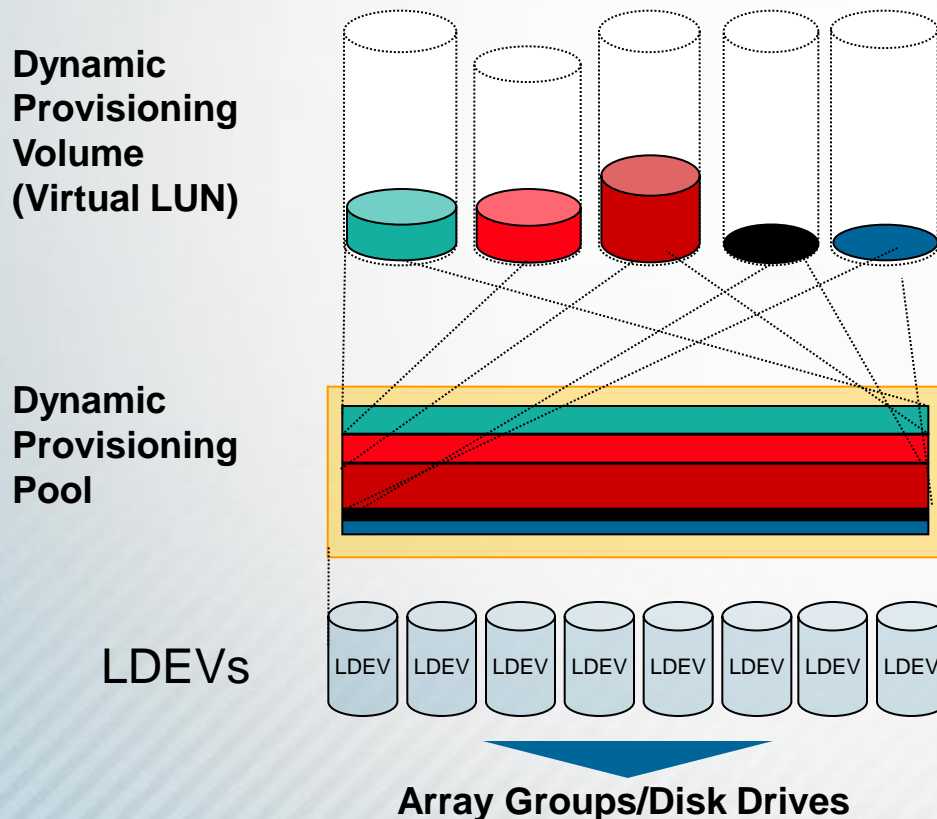 Dynamic
Provisioning
Volume
(Virtual LUN)
Dynamic
Provisioning
Pool
LDEVs
LDEV LDEV LDEV LDEV LDEV LDEV LDEV LDEV
Array Groups/Disk Drives